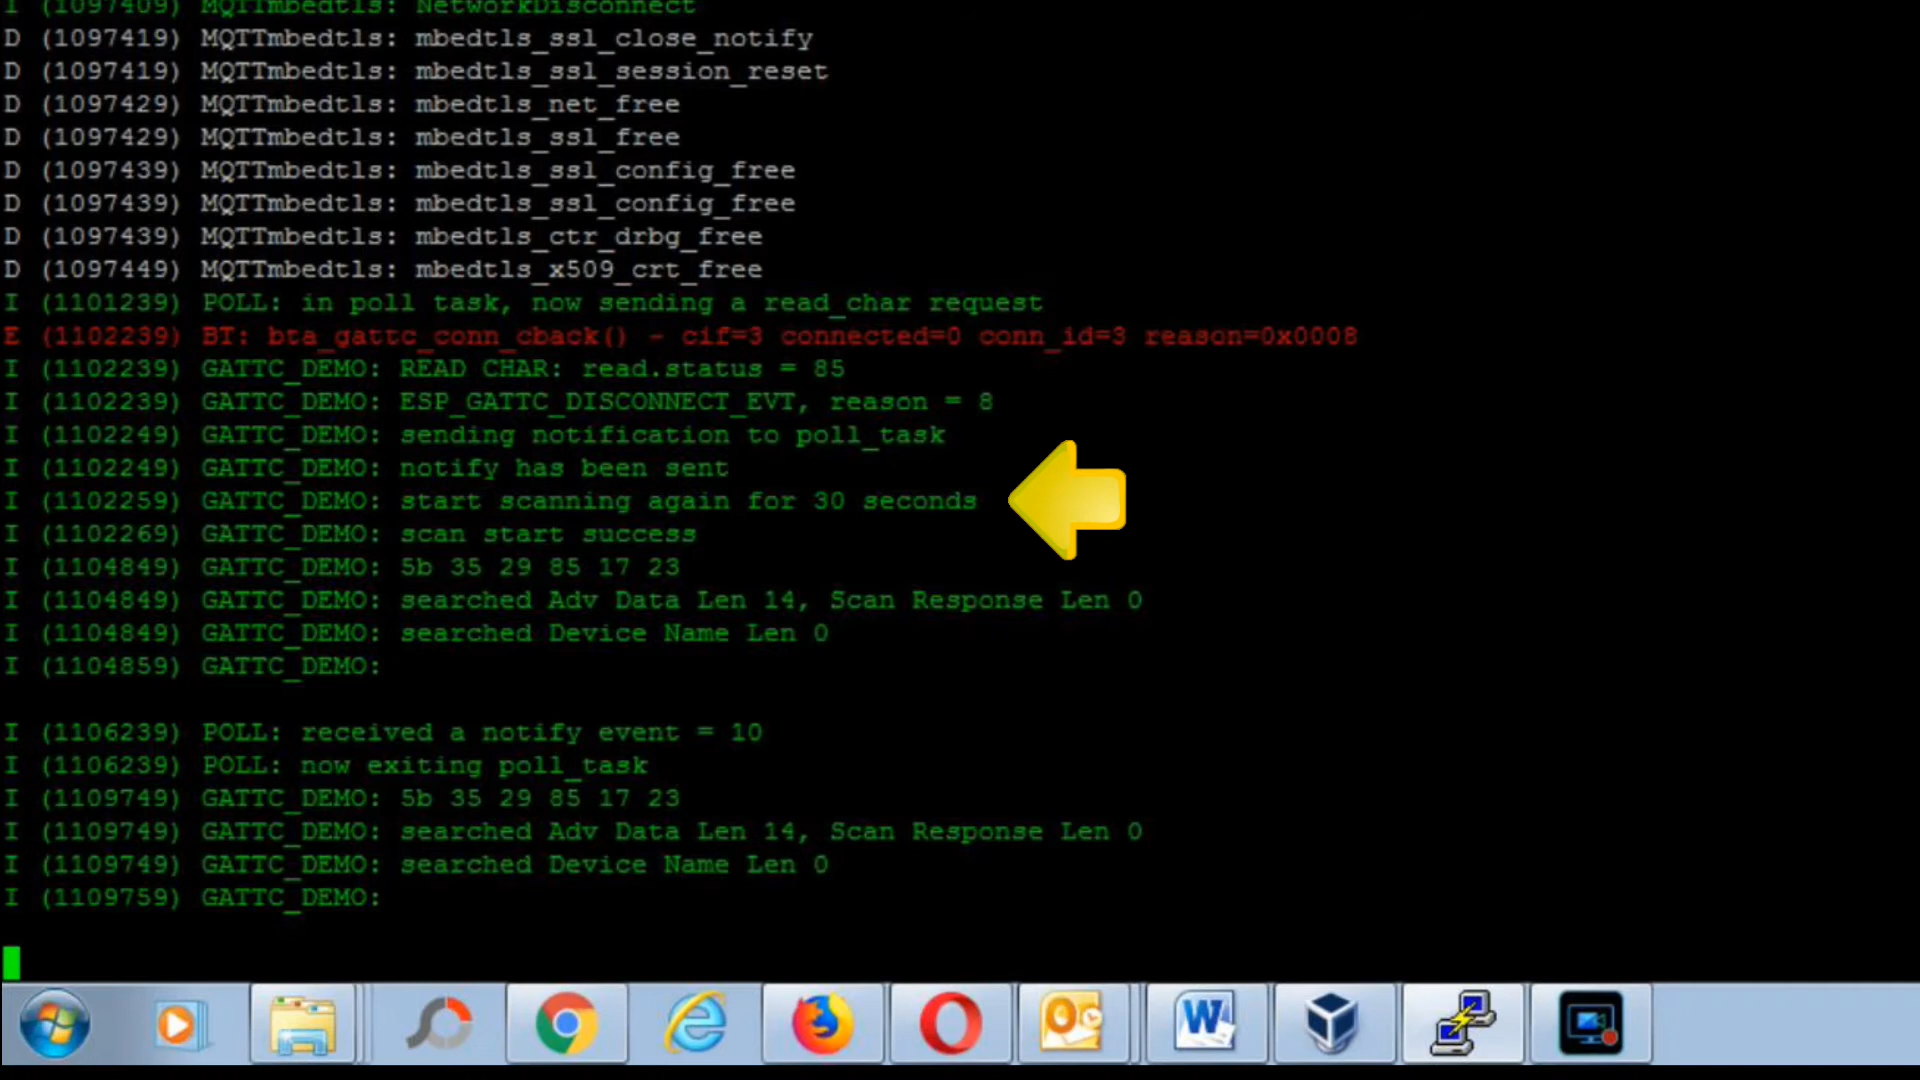 I (1097409) MQTTmbedtls: NetworkDisconnect
D (1097419) MQTTmbedtls: mbedtls_ssl_close_notify
D (1097419) MQTTmbedtls: mbedtls_ssl_session_reset
D (1097429) MQTTmbedtls: mbedtls_net_free
D (1097429) MQTTmbedtls: mbedtls_ssl_free
D (1097439) MQTTmbedtls: mbedtls_ssl_config_free
D (1097439) MQTTmbedtls: mbedtls_ssl_config_free
D (1097439) MQTTmbedtls: mbedtls_ctr_drbg_free
D (1097449) MQTTmbedtls: mbedtls_x509_crt_free
I (1101239) POLL: in poll task, now sending a read_char request
E (1102239) BT: bta_gattc_conn_cback() - cif=3 connected=0 conn_id=3 reason=0x0008
I (1102239) GATTC_DEMO: READ CHAR: read.status = 85
I (1102239) GATTC_DEMO: ESP_GATTC_DISCONNECT_EVT, reason = 8
I (1102249) GATTC_DEMO: sending notification to poll_task
I (1102249) GATTC_DEMO: notify has been sent
I (1102259) GATTC_DEMO: start scanning again for 30 seconds
I (1102269) GATTC_DEMO: scan start success
I (1104849) GATTC_DEMO: 5b 35 29 85 17 23
I (1104849) GATTC_DEMO: searched Adv Data Len 14, Scan Response Len 0
I (1104849) GATTC_DEMO: searched Device Name Len 0
I (1104859) GATTC_DEMO:
I (1106239) POLL: received a notify event = 10
I (1106239) POLL: now exiting poll_task
I (1109749) GATTC_DEMO: 5b 35 29 85 17 23
I (1109749) GATTC_DEMO: searched Adv Data Len 14, Scan Response Len 0
I (1109749) GATTC_DEMO: searched Device Name Len 0
I (1109759) GATTC_DEMO: